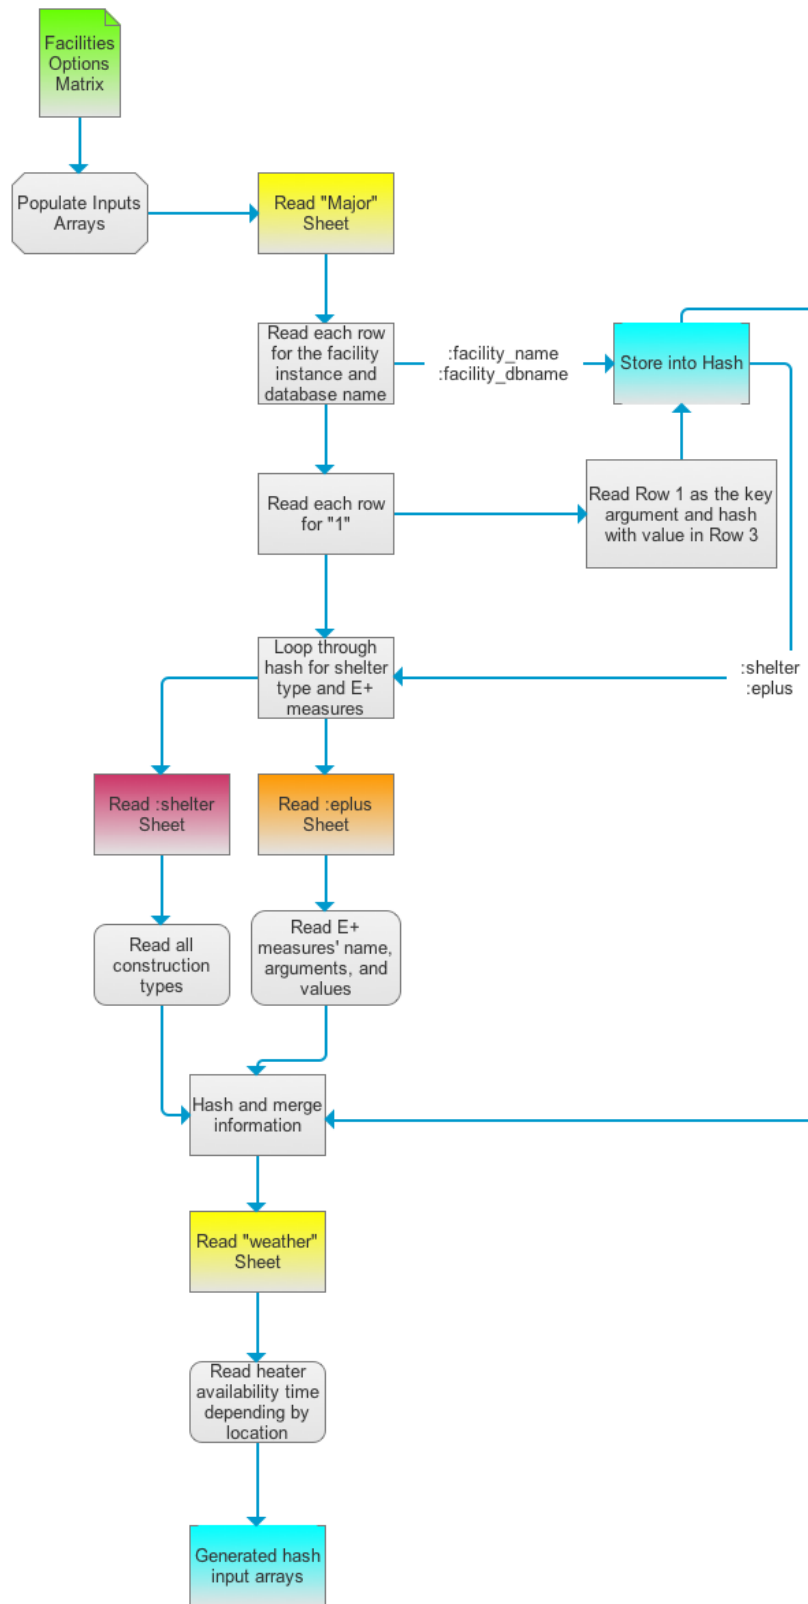 Facilities
Options
Matrix
Populate Inputs
Arrays
Read "Major"
Sheet
Read each row
for the facility
instance and
database name
:facility_name
:facility_dbname
Store into Hash
Read each row
for "1"
Read Row 1 as the key
argument and hash
with value in Row 3
Loop through
hash for shelter
type and E+
measures
:shelter
:eplus
Read :shelter
Sheet
Read :eplus
Sheet
Read all
construction
types
Read E+
measures' name,
arguments, and
values
Hash and merge
information
Read "weather"
Sheet
Read heater
availability time
depending by
location
Generated hash
input arrays